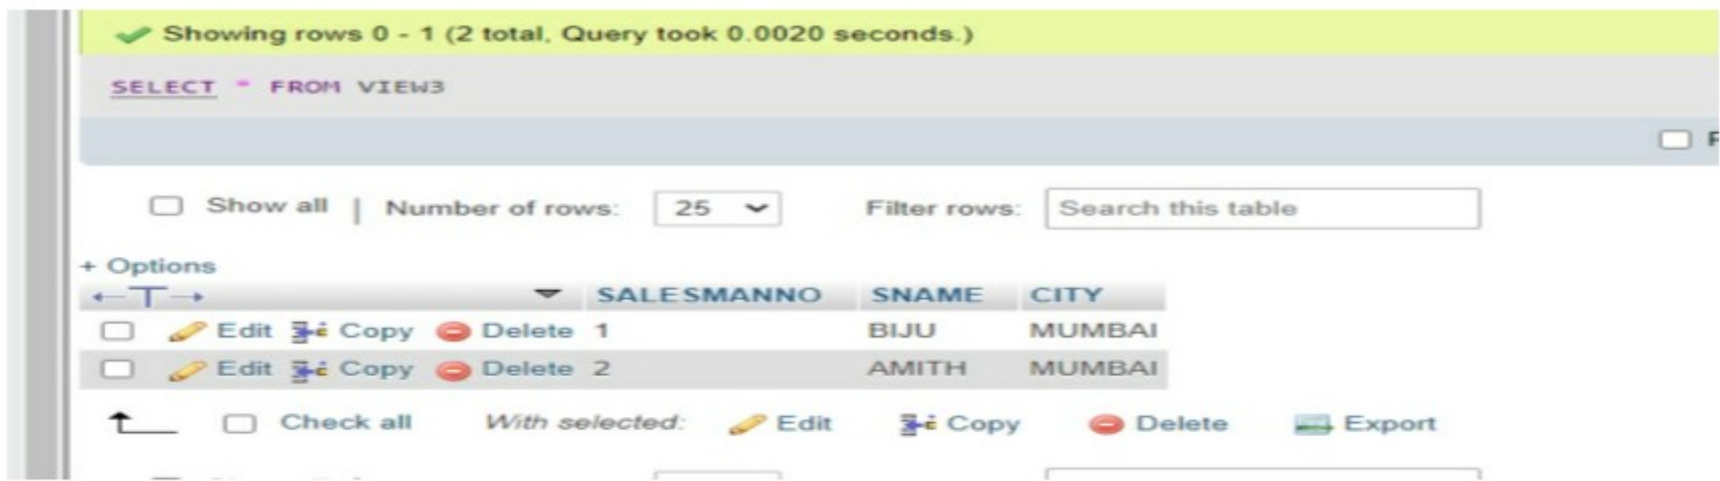 Showing rows 0 - 1 (2 total, Query took 0.0020 seconds.)
SELECT * FROM VIEW3
Show all | Number of rows: 25 Filter rows: Search this table
+ Options
←T→ SALESMANNO SNAME CITY
Edit Copy Delete 1 BIJU MUMBAI
Edit Copy Delete 2 AMITH MUMBAI
Check all With selected: Edit Copy Delete Export